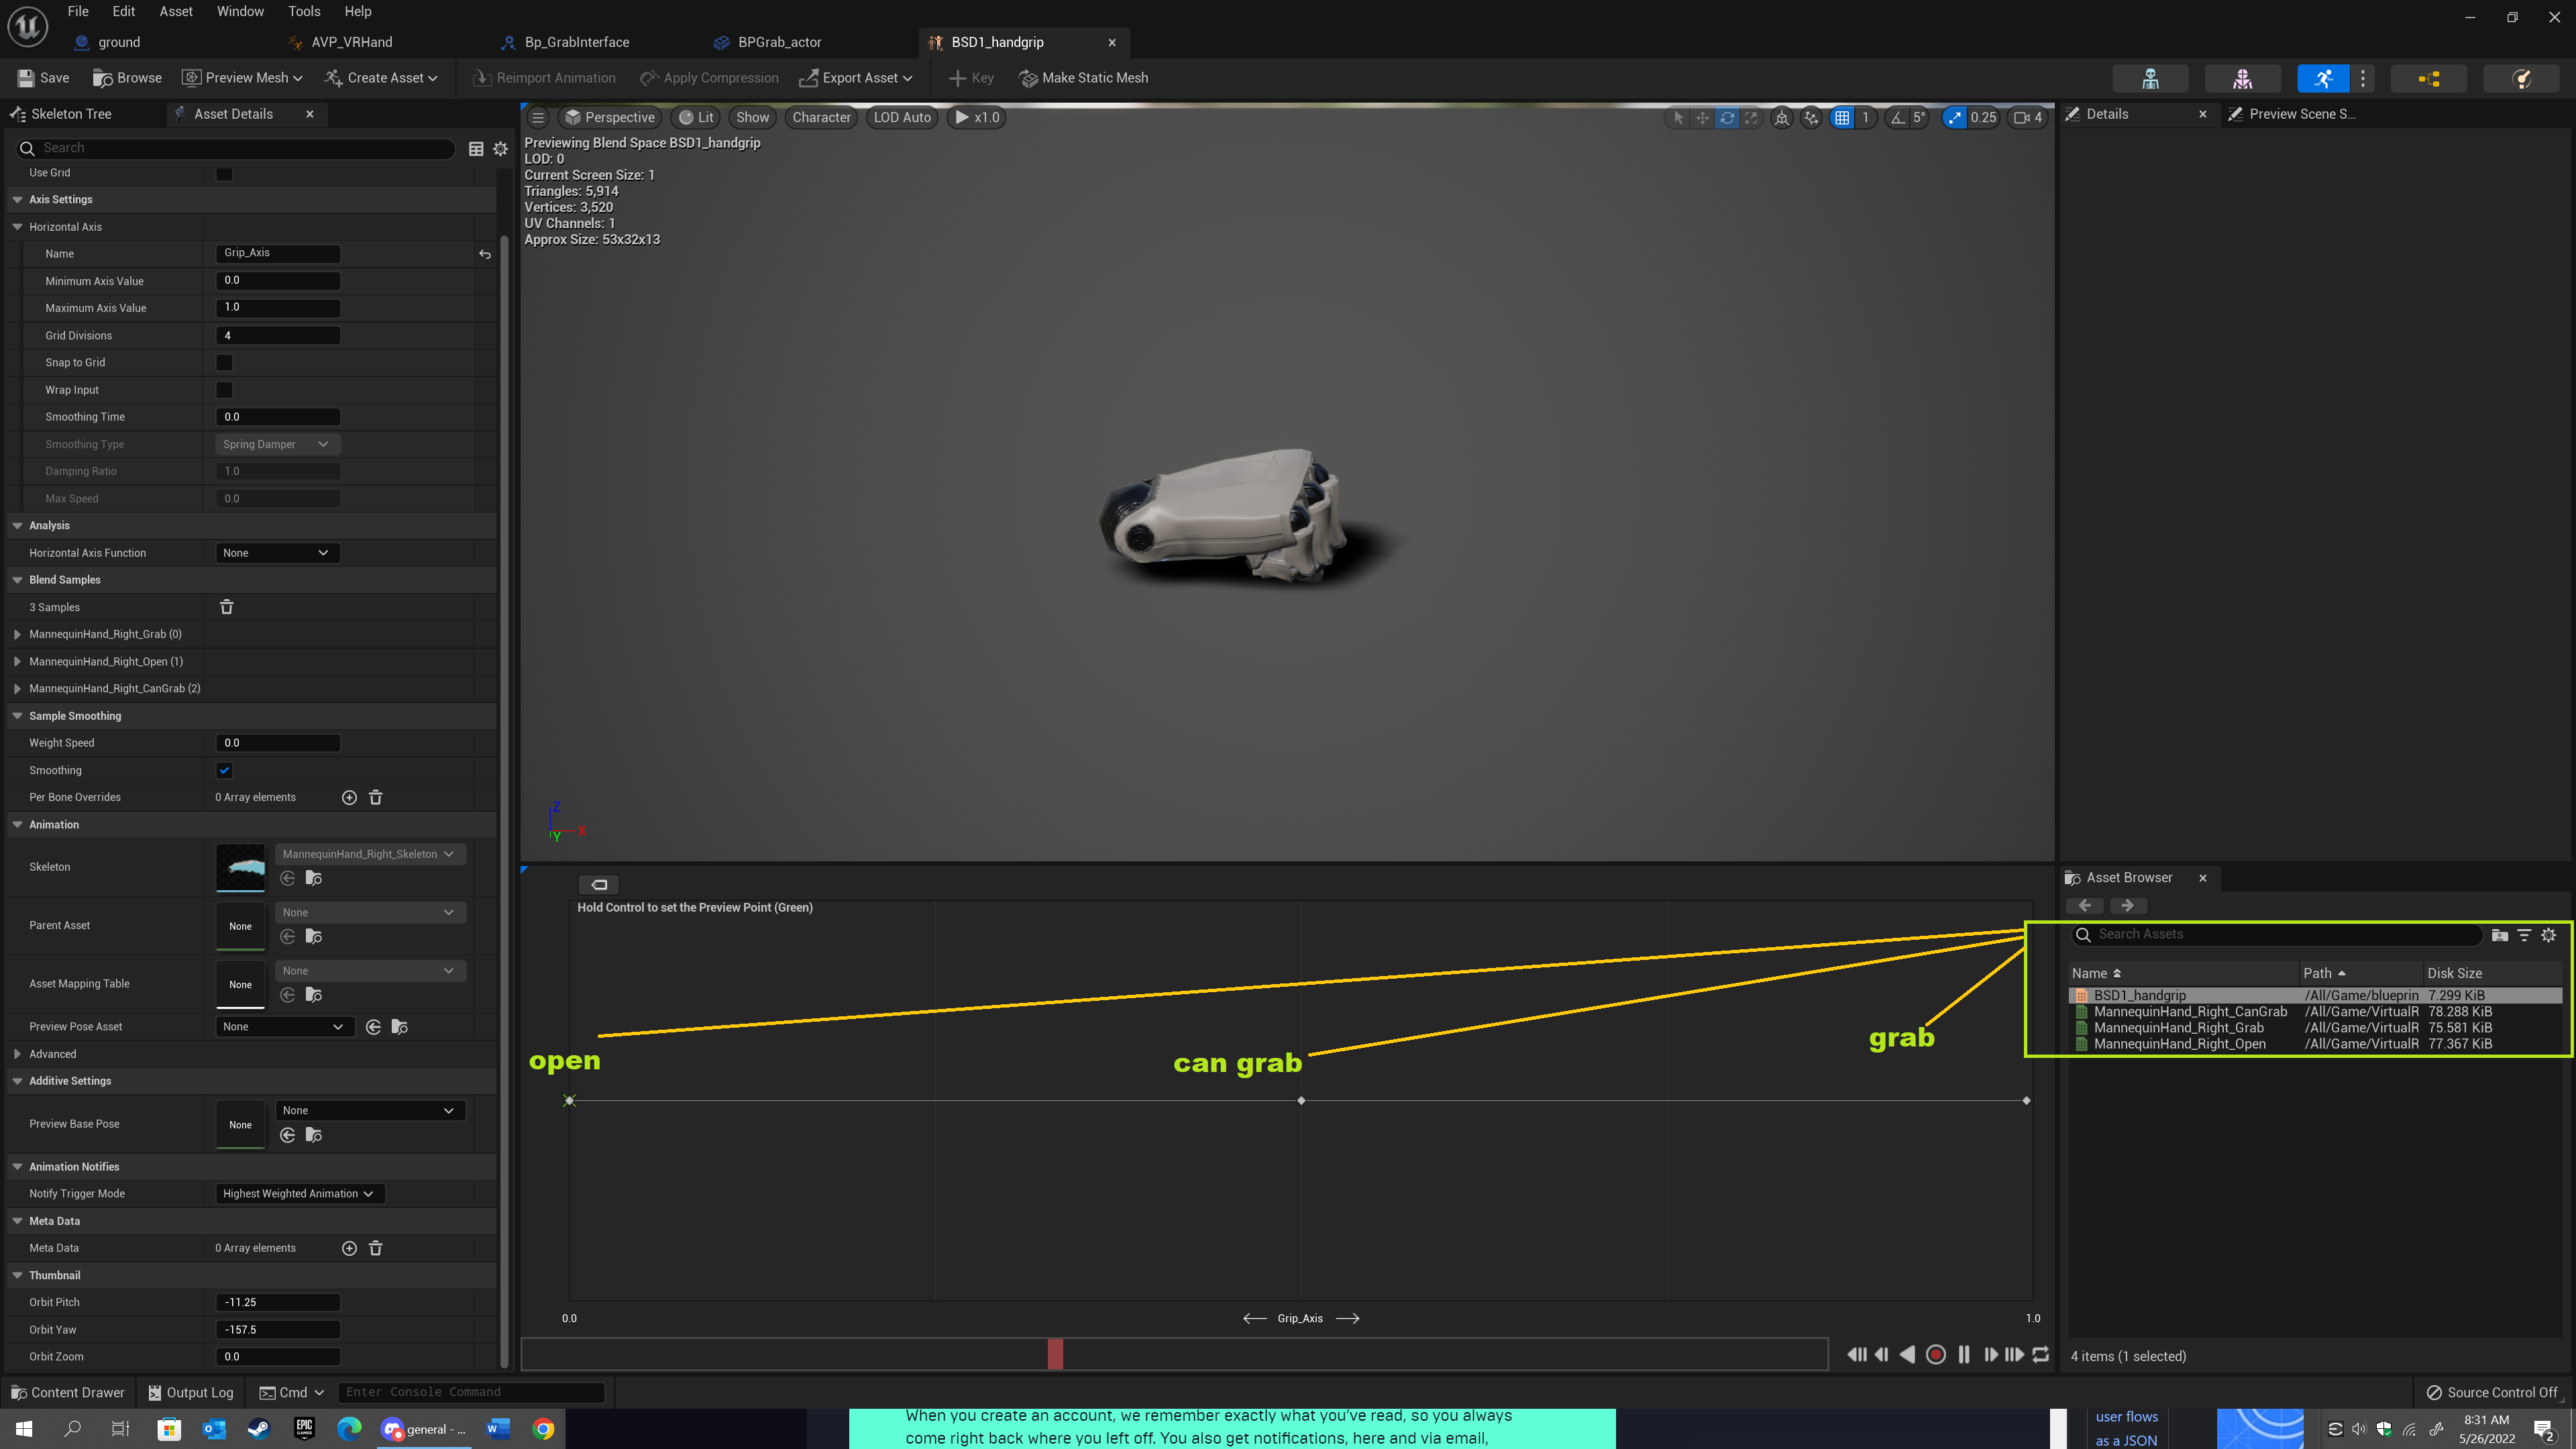 File Edit Asset Window Tools Help
ground AVP_VRHand Bp_GrabInterface BPGrab_actor BSD1_handgrip
Save Browse Preview Mesh Create Asset Reimport Animation Apply Compression Export Asset Key Make Static Mesh
Skeleton Tree Asset Details
Search
Use Grid
Axis Settings
Horizontal Axis
Name Grip_Axis
Minimum Axis Value 0.0
Maximum Axis Value 1.0
Grid Divisions 4
Snap to Grid
Wrap Input
Smoothing Time 0.0
Smoothing Type Spring Damper
Damping Ratio 1.0
Max Speed 0.0
Analysis
Horizontal Axis Function None
Blend Samples
3 Samples
MannequinHand_Right_Grab (0)
MannequinHand_Right_Open (1)
MannequinHand_Right_CanGrab (2)
Sample Smoothing
Weight Speed 0.0
Smoothing
Per Bone Overrides 0 Array elements
Animation
Skeleton MannequinHand_Right_Skeleton
Parent Asset None None
Asset Mapping Table None None
Preview Pose Asset None
Advanced
Additive Settings
Preview Base Pose None None
Animation Notifies
Notify Trigger Mode Highest Weighted Animation
Meta Data
Meta Data 0 Array elements
Thumbnail
Orbit Pitch -11.25
Orbit Yaw -157.5
Orbit Zoom 0.0
Perspective Lit Show Character LOD Auto x1.0 1 5° 0.25 4
Previewing Blend Space BSD1_handgrip
LOD: 0
Current Screen Size: 1
Triangles: 5,914
Vertices: 3,520
UV Channels: 1
Approx Size: 53x32x13
Z
X
Y
Hold Control to set the Preview Point (Green)
open
can grab
grab
0.0 Grip_Axis 1.0
Details Preview Scene S...
Asset Browser
Search Assets
Name Path Disk Size
BSD1_handgrip /All/Game/blueprin 7.299 KiB
MannequinHand_Right_CanGrab /All/Game/VirtualR 78.288 KiB
MannequinHand_Right_Grab /All/Game/VirtualR 75.581 KiB
MannequinHand_Right_Open /All/Game/VirtualR 77.367 KiB
4 items (1 selected)
Content Drawer Output Log Cmd Enter Console Command Source Control Off
EPIC GAMES general - ...
When you create an account, we remember exactly what you've read, so you always
come right back where you left off. You also get notifications, here and via email,
user flows
as a JSON
8:31 AM
5/26/2022
2